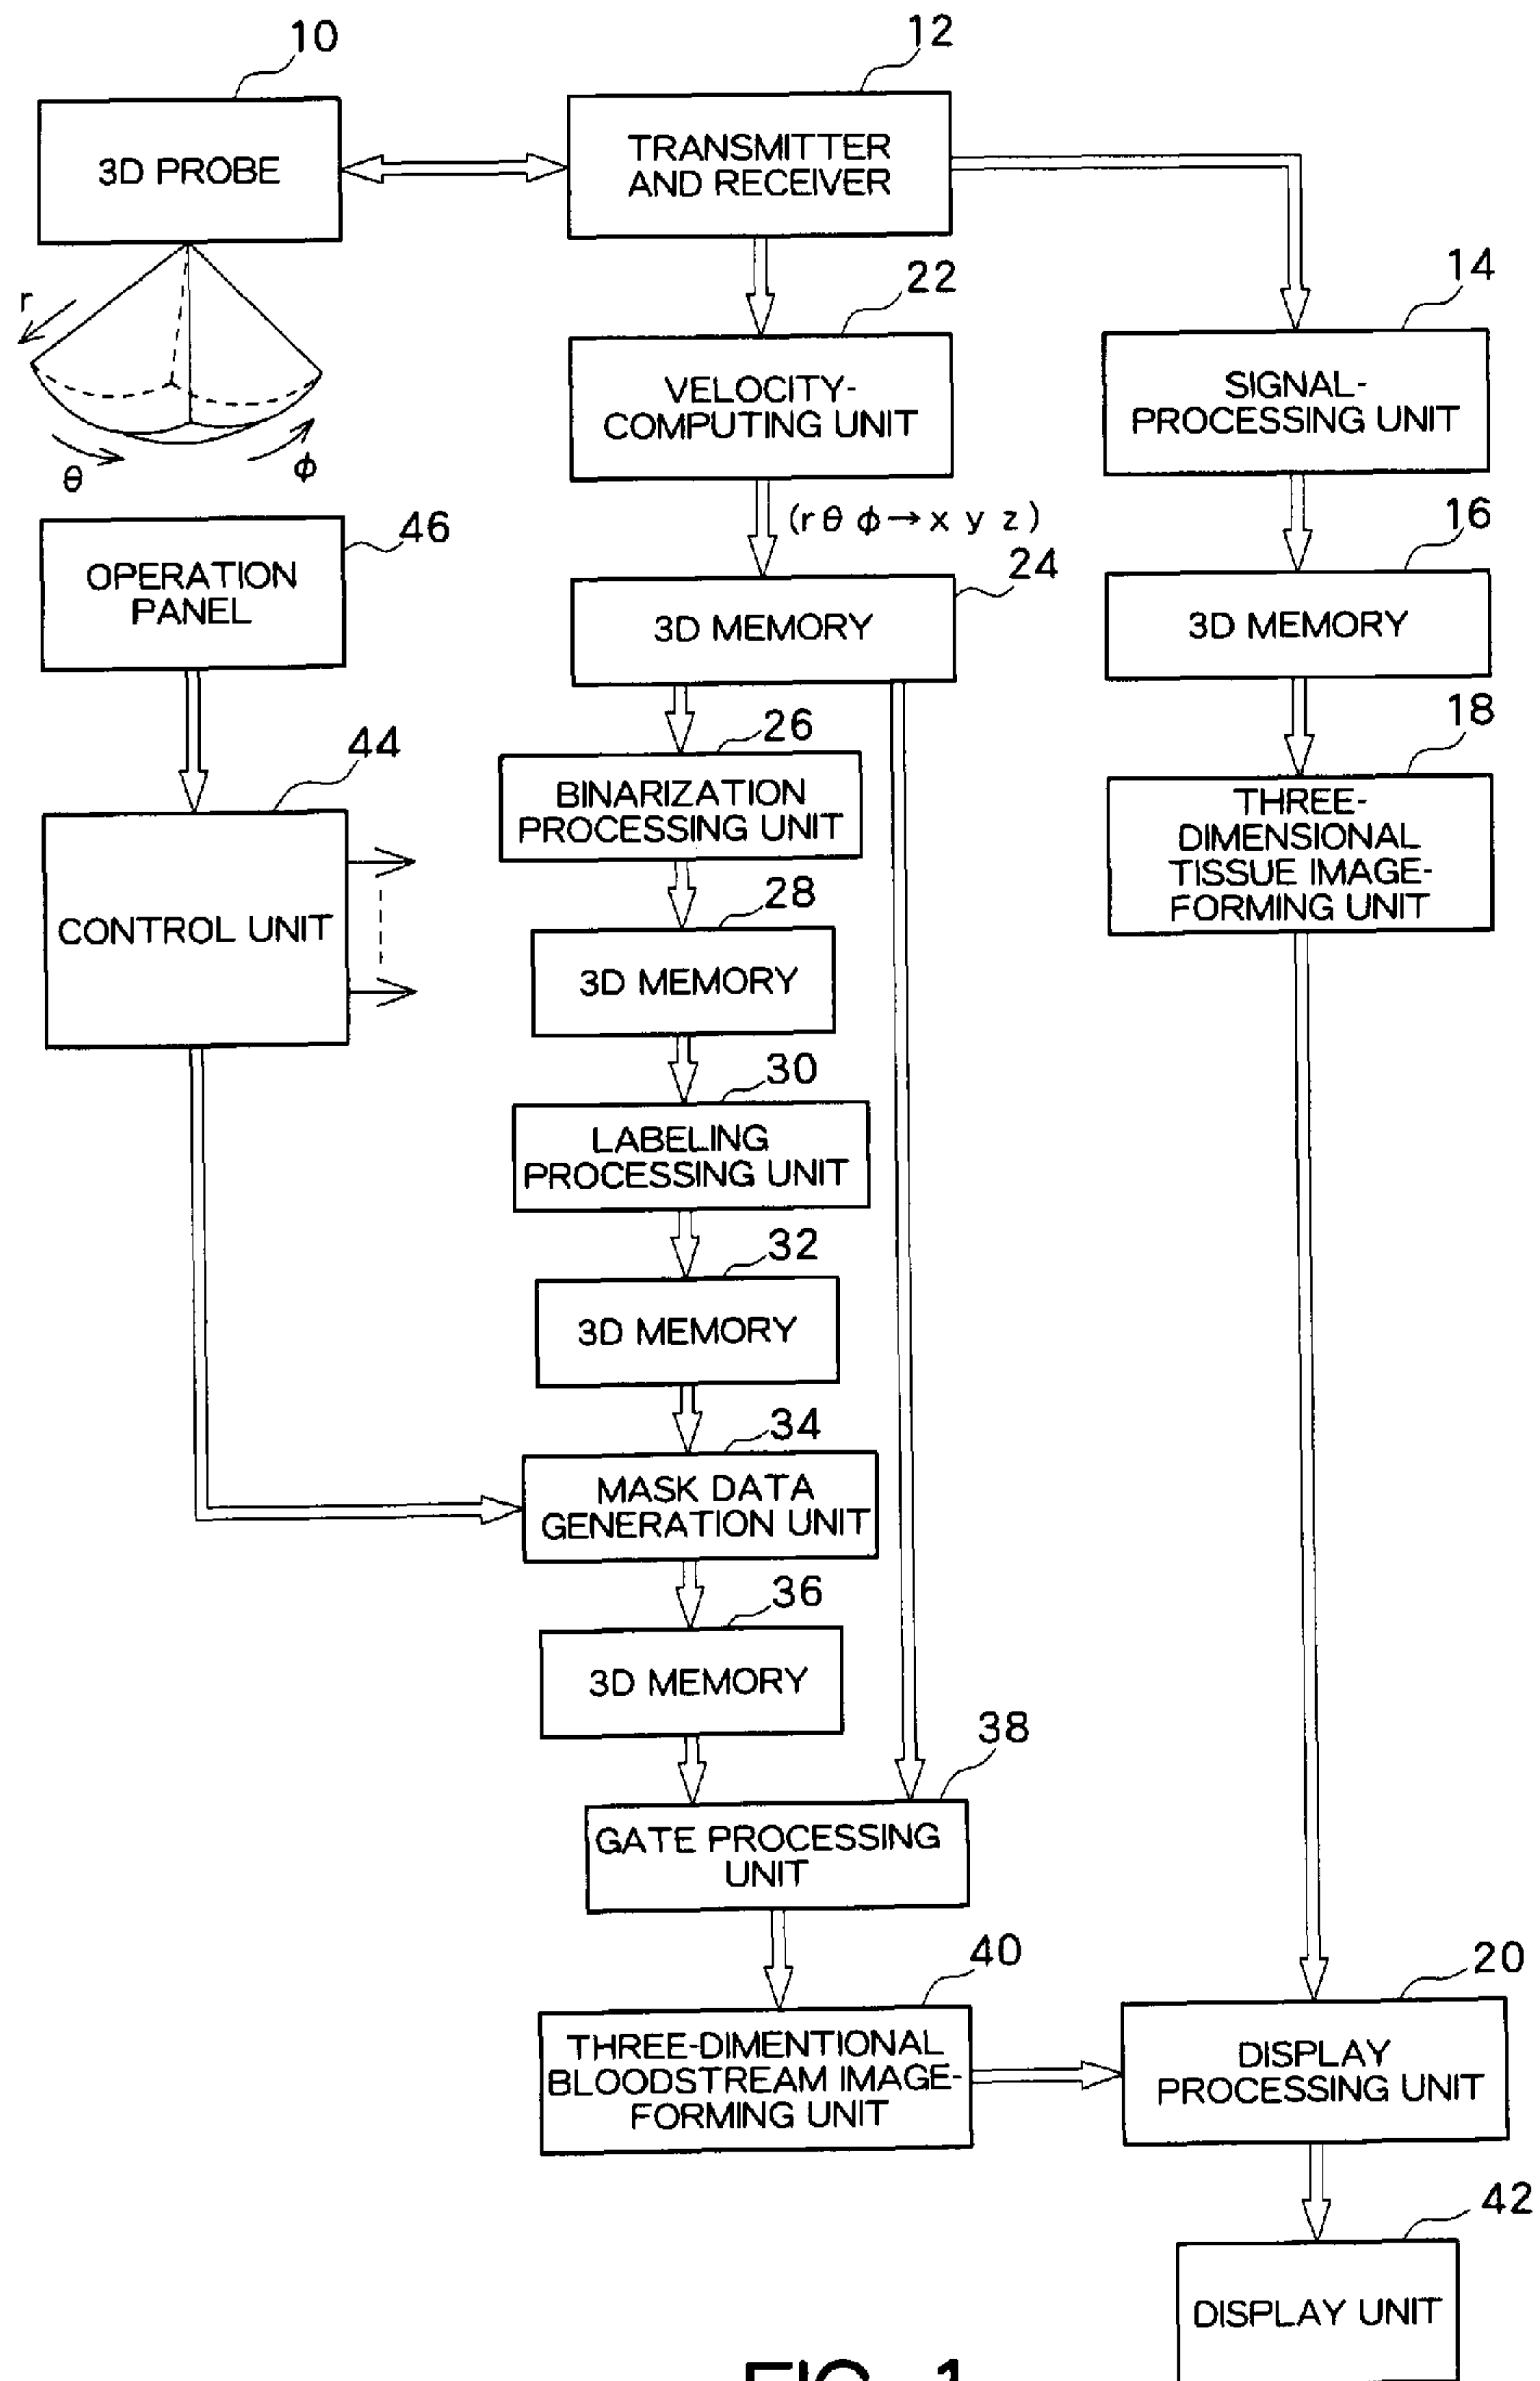 10
3D PROBE
12
TRANSMITTER
AND RECEIVER
r
θ
ϕ
22
VELOCITY-
COMPUTING UNIT
(r θ ϕ → x y z)
14
SIGNAL-
PROCESSING UNIT
46
OPERATION
PANEL
24
3D MEMORY
16
3D MEMORY
18
THREE-
DIMENSIONAL
TISSUE IMAGE-
FORMING UNIT
44
CONTROL UNIT
26
BINARIZATION
PROCESSING UNIT
28
3D MEMORY
30
LABELING
PROCESSING UNIT
32
3D MEMORY
34
MASK DATA
GENERATION UNIT
36
3D MEMORY
38
GATE PROCESSING
UNIT
40
THREE-DIMENTIONAL
BLOODSTREAM IMAGE-
FORMING UNIT
20
DISPLAY
PROCESSING UNIT
42
DISPLAY UNIT
FIG. 1